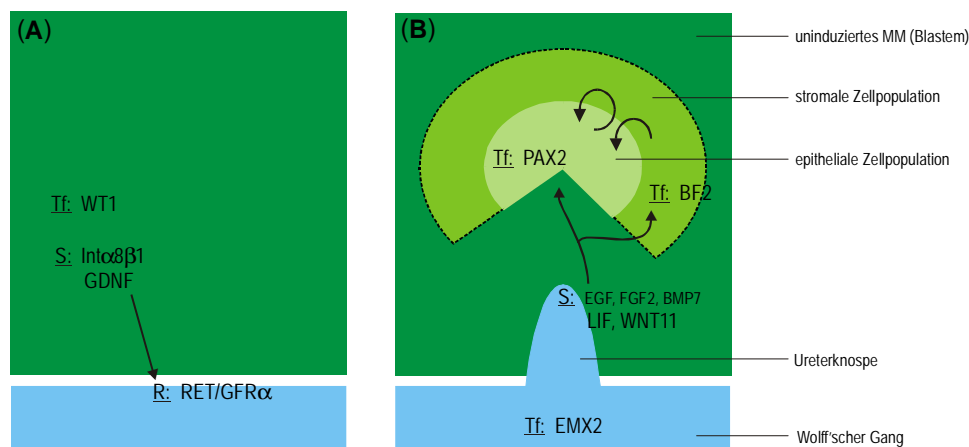 (A)
Tf: WT1
S: Intα8β1
GDNF
R: RET/GFRα
(B)
Tf: PAX2
Tf: BF2
S: EGF, FGF2, BMP7
LIF, WNT11
Tf: EMX2
uninduziertes MM (Blastem)
stromale Zellpopulation
epitheliale Zellpopulation
Ureterknospe
Wolff'scher Gang